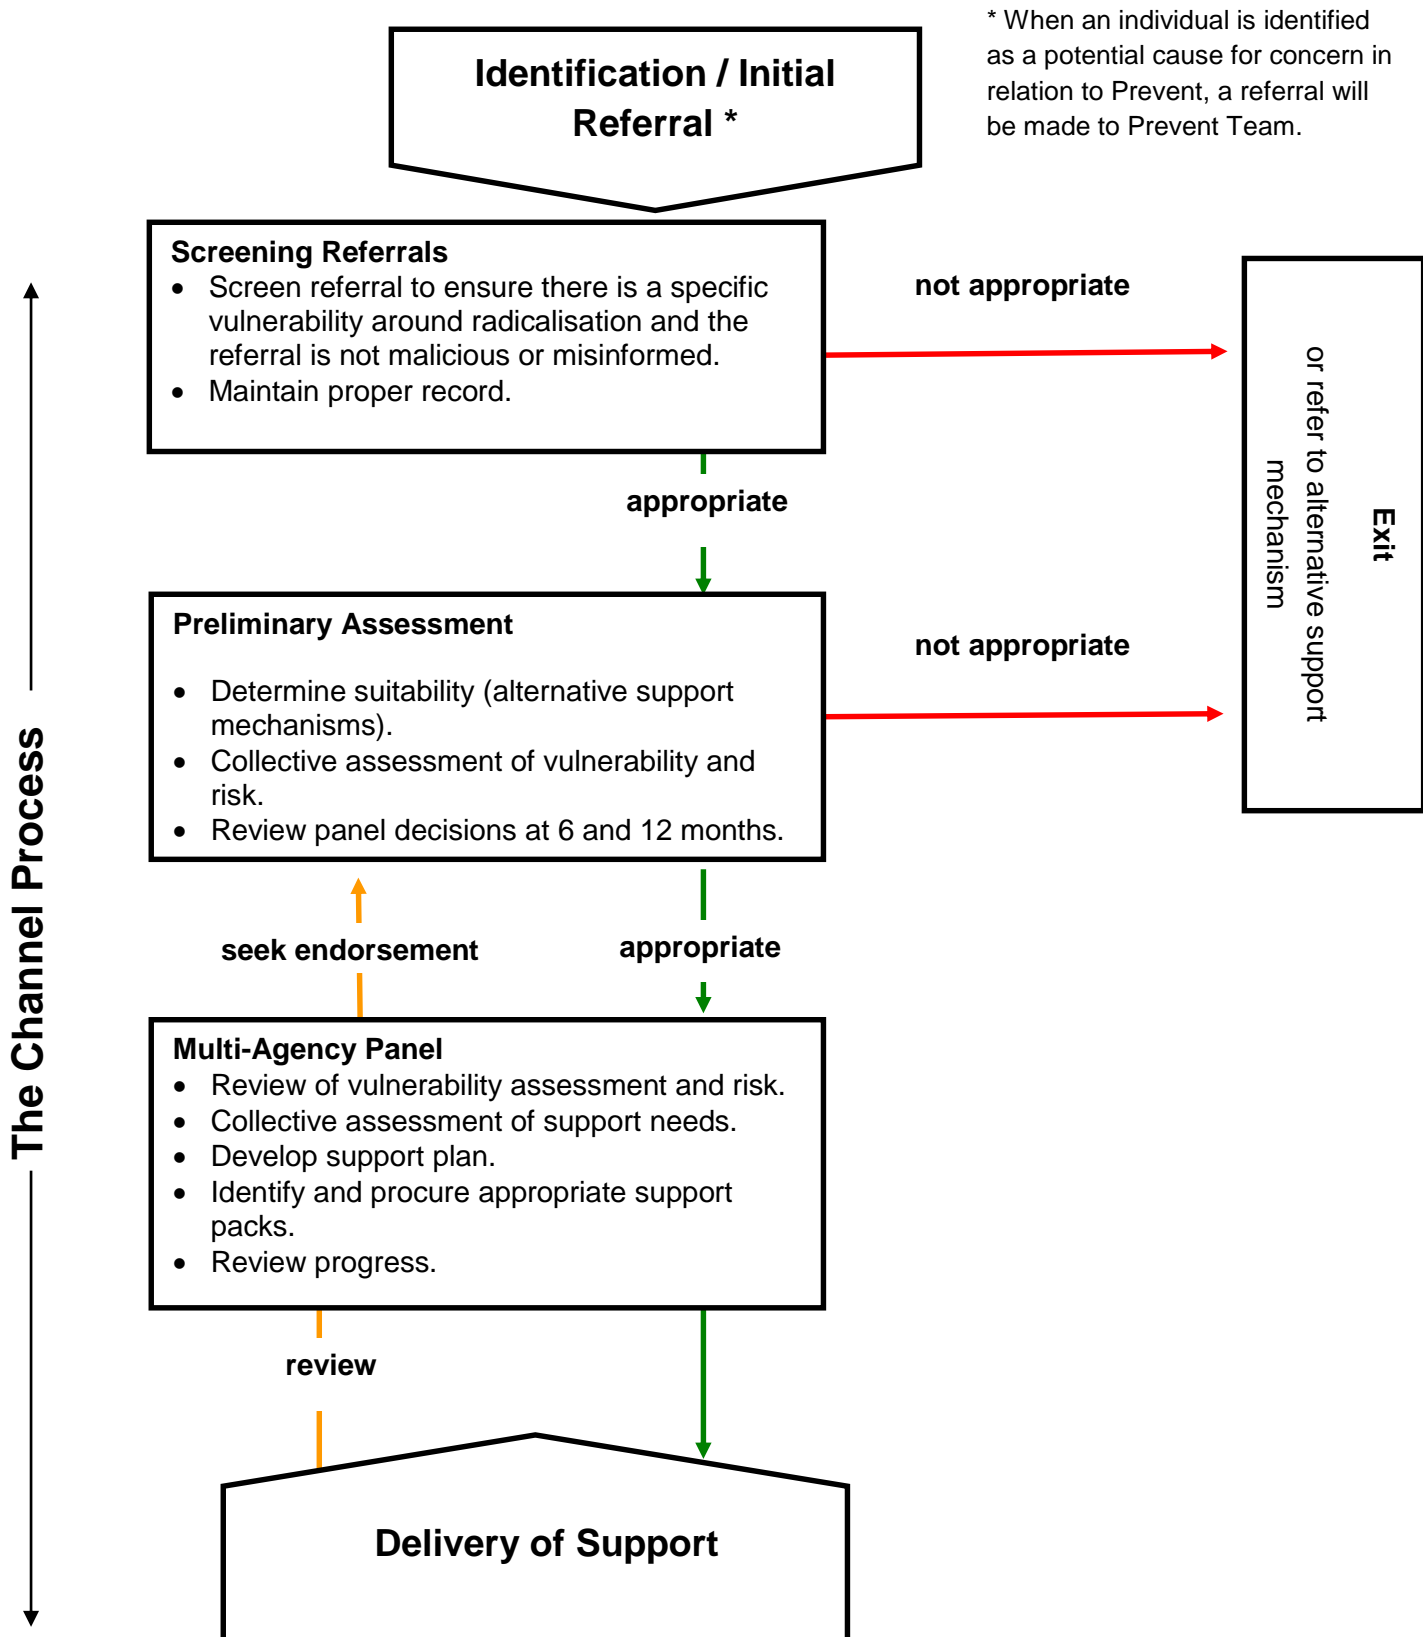 * When an individual is identified
as a potential cause for concern in
relation to Prevent, a referral will
be made to Prevent Team.
Identification / Initial
Referral *
Screening Referrals
• Screen referral to ensure there is a specific
vulnerability around radicalisation and the
referral is not malicious or misinformed.
• Maintain proper record.
not appropriate
Exit
or refer to alternative support
mechanism
appropriate
Preliminary Assessment
• Determine suitability (alternative support
mechanisms).
• Collective assessment of vulnerability and
risk.
• Review panel decisions at 6 and 12 months.
not appropriate
The Channel Process
seek endorsement
appropriate
Multi-Agency Panel
• Review of vulnerability assessment and risk.
• Collective assessment of support needs.
• Develop support plan.
• Identify and procure appropriate support
packs.
• Review progress.
review
Delivery of Support